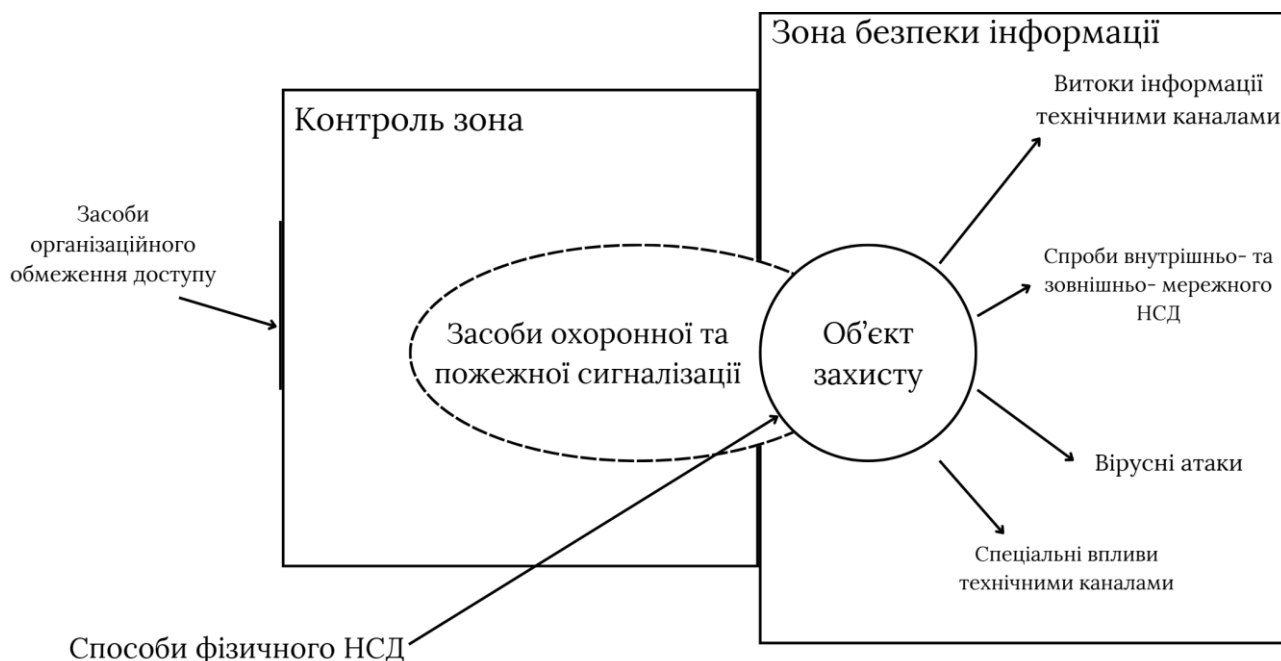 Зона безпеки інформації
Контроль зона
Витоки інформації
технічними каналами
Засоби
організаційного
обмеження доступу
Спроби внутрішньо- та
зовнішньо- мережного
НСД
Засоби охоронної та
пожежної сигналізації
Об’єкт
захисту
Вірусні атаки
Спеціальні впливи
технічними каналами
Способи фізичного НСД